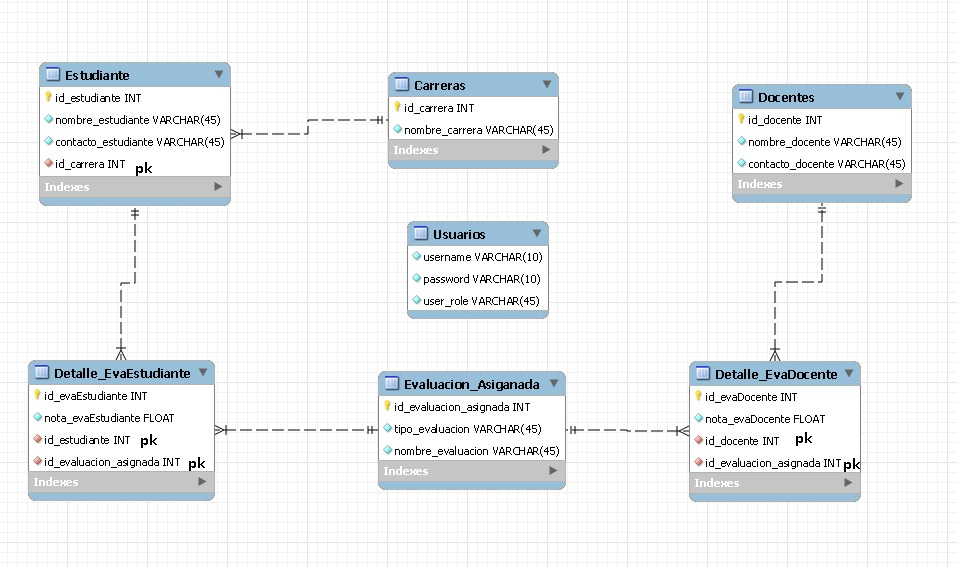 Estudiante
id_estudiante INT
nombre_estudiante VARCHAR(45)
contacto_estudiante VARCHAR(45)
id_carrera INT pk
Indexes
Carreras
id_carrera INT
nombre_carrera VARCHAR(45)
Indexes
Docentes
id_docente INT
nombre_docente VARCHAR(45)
contacto_docente VARCHAR(45)
Indexes
Usuarios
username VARCHAR(10)
password VARCHAR(10)
user_role VARCHAR(45)
Detalle_EvaEstudiante
id_evaEstudiante INT
nota_evaEstudiante FLOAT
id_estudiante INT pk
id_evaluacion_asignada INT pk
Indexes
Evaluacion_Asiganada
id_evaluacion_asignada INT
tipo_evaluacion VARCHAR(45)
nombre_evaluacion VARCHAR(45)
Indexes
Detalle_EvaDocente
id_evaDocente INT
nota_evaDocente FLOAT
id_docente INT pk
id_evaluacion_asignada INT pk
Indexes